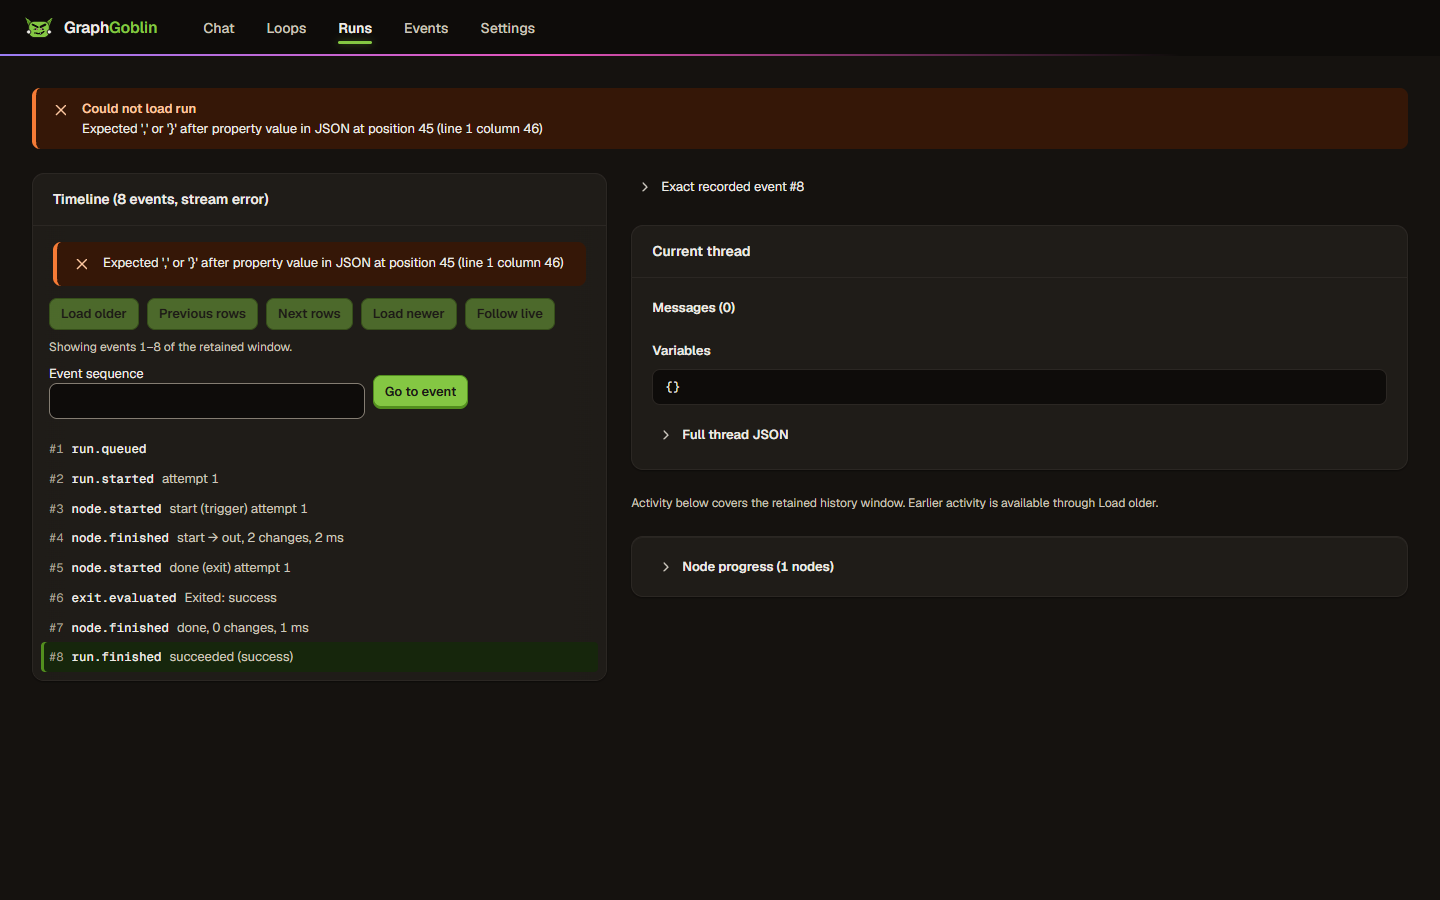 GraphGoblin Chat Loops Runs Events Settings
Could not load run
Expected ',' or '}' after property value in JSON at position 45 (line 1 column 46)
Timeline (8 events, stream error)
Expected ',' or '}' after property value in JSON at position 45 (line 1 column 46)
Load older Previous rows Next rows Load newer Follow live
Showing events 1–8 of the retained window.
Event sequence
Go to event
#1 run.queued
#2 run.started attempt 1
#3 node.started start (trigger) attempt 1
#4 node.finished start → out, 2 changes, 2 ms
#5 node.started done (exit) attempt 1
#6 exit.evaluated Exited: success
#7 node.finished done, 0 changes, 1 ms
#8 run.finished succeeded (success)
Exact recorded event #8
Current thread
Messages (0)
Variables
{}
Full thread JSON
Activity below covers the retained history window. Earlier activity is available through Load older.
Node progress (1 nodes)